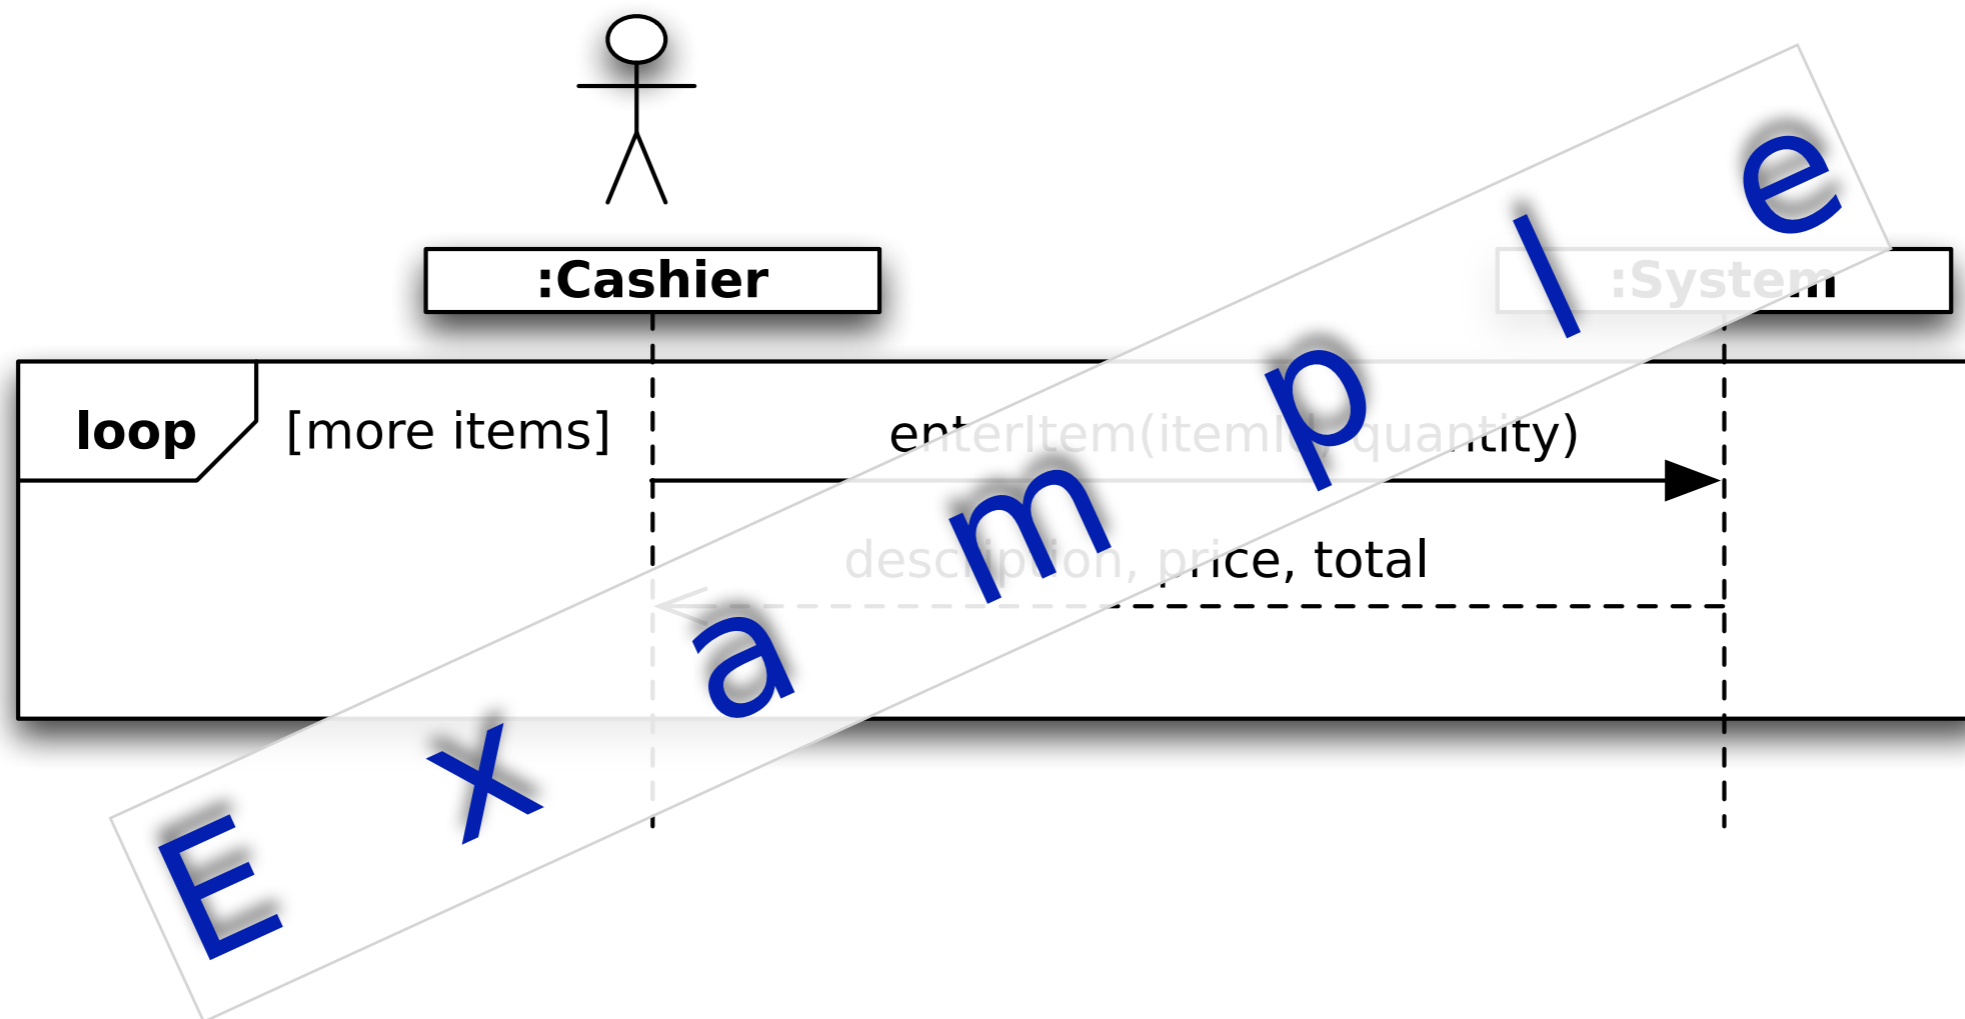 :Cashier
:System
loop
[more items]
enterItem(itemID, quantity)
description, price, total
Example